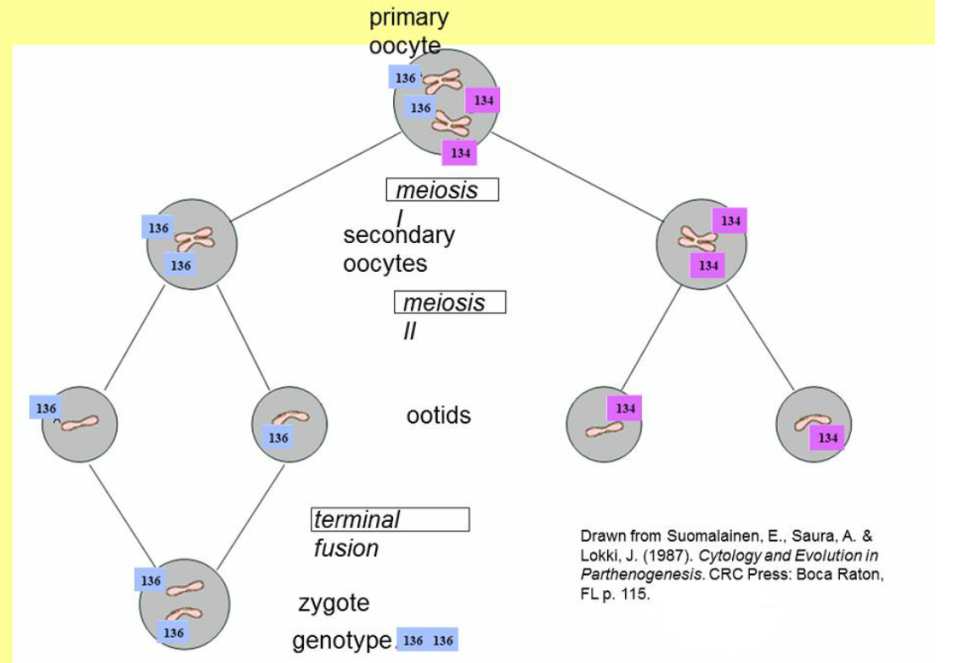 primary
oocyte
136
136
134
134
meiosis
I
136
136
secondary
oocytes
134
134
meiosis
II
136
A
136
ootids
134
134
terminal
fusion
Drawn from Suomalainen, E., Saura, A. &
Lokki, J. (1987). Cytology and Evolution in
Parthenogenesis. CRC Press: Boca Raton,
FL p. 115.
136
136
zygote
genotype 136 136